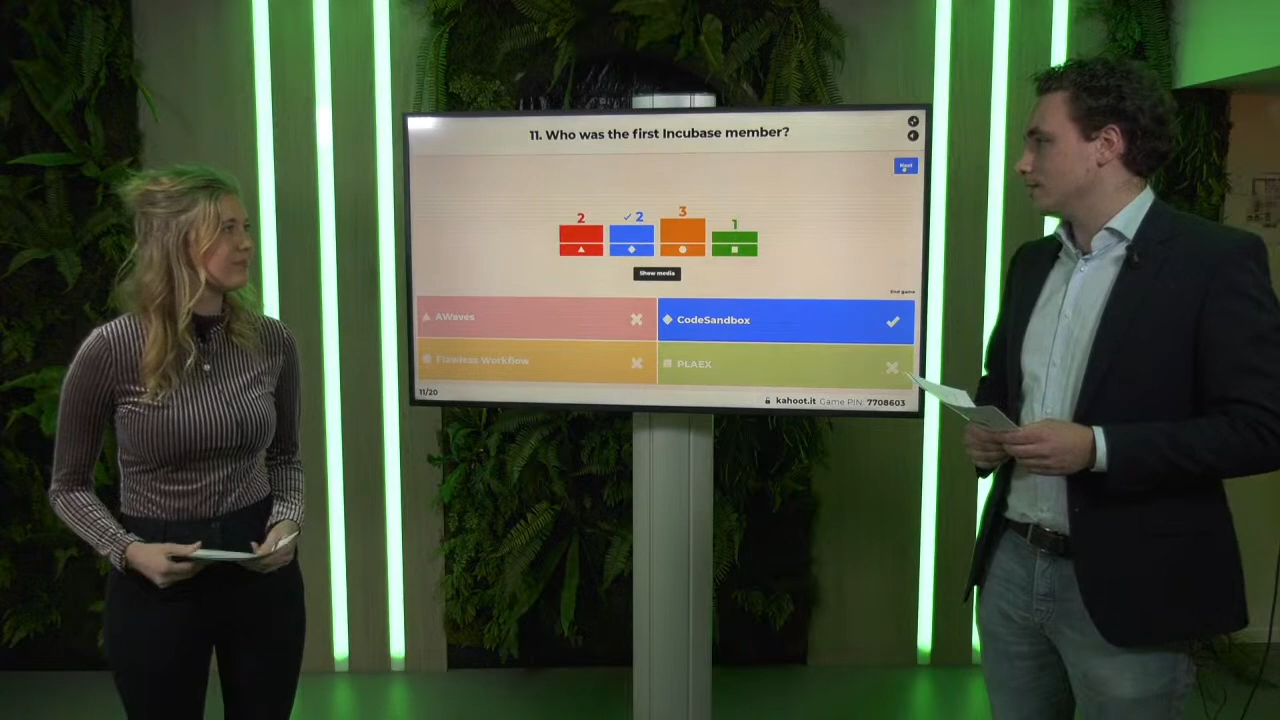 11. Who was the first Incubase member?
Next
2
2
3
1
Show media
End game
AWaves
CodeSandbox
Flawless Workflow
PLAEX
11/20
kahoot.it Game PIN: 7708603